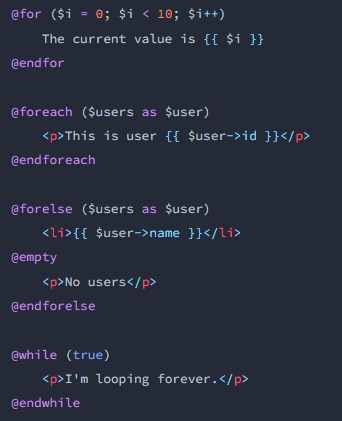 @for ($i = 0; $i < 10; $i++)
    The current value is {{ $i }}
@endfor

@foreach ($users as $user)
    <p>This is user {{ $user->id }}</p>
@endforeach

@forelse ($users as $user)
    <li>{{ $user->name }}</li>
@empty
    <p>No users</p>
@endforelse

@while (true)
    <p>I'm looping forever.</p>
@endwhile